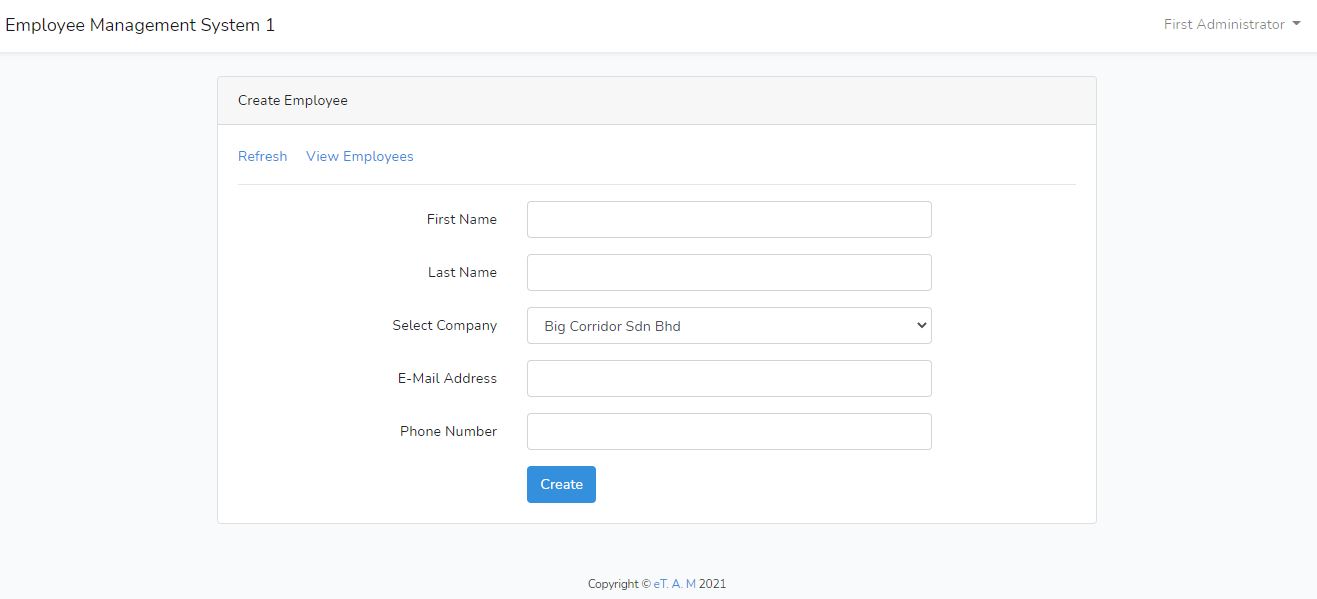 Employee Management System 1
First Administrator
Create Employee
Refresh View Employees
First Name
Last Name
Select Company Big Corridor Sdn Bhd
E-Mail Address
Phone Number
Create
Copyright © eT. A. M 2021